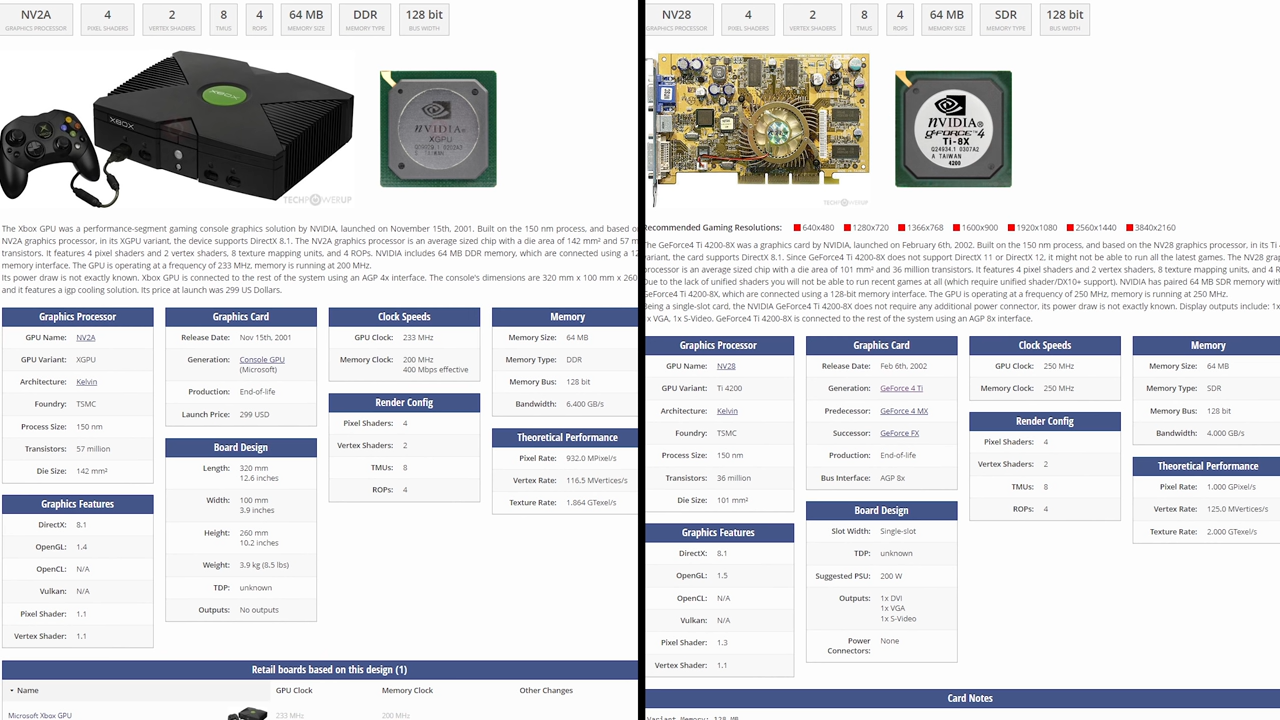 NV2A
GRAPHICS PROCESSOR
4
PIXEL SHADERS
2
VERTEX SHADERS
8
TMUS
4
ROPS
64 MB
MEMORY SIZE
DDR
MEMORY TYPE
128 bit
BUS WIDTH
XBOX
XBOX
TECHPOWERUP
nVIDIA
XGPU
A TAIWAN
The Xbox GPU was a performance-segment gaming console graphics solution by NVIDIA, launched on November 15th, 2001. Built on the 150 nm process, and based on
NV2A graphics processor, in its XGPU variant, the device supports DirectX 8.1. The NV2A graphics processor is an average sized chip with a die area of 142 mm² and 57 m
transistors. It features 4 pixel shaders and 2 vertex shaders, 8 texture mapping units, and 4 ROPs. NVIDIA includes 64 MB DDR memory, which are connected using a 12
memory interface. The GPU is operating at a frequency of 233 MHz, memory is running at 200 MHz.
Its power draw is not exactly known. Xbox GPU is connected to the rest of the system using an AGP 4x interface. The console's dimensions are 320 mm x 100 mm x 260
and it features a igp cooling solution. Its price at launch was 299 US Dollars.
Graphics Processor
GPU Name: NV2A
GPU Variant: XGPU
Architecture: Kelvin
Foundry: TSMC
Process Size: 150 nm
Transistors: 57 million
Die Size: 142 mm²
Graphics Features
DirectX: 8.1
OpenGL: 1.4
OpenCL: N/A
Vulkan: N/A
Pixel Shader: 1.1
Vertex Shader: 1.1
Graphics Card
Release Date: Nov 15th, 2001
Generation: Console GPU
(Microsoft)
Production: End-of-life
Launch Price: 299 USD
Board Design
Length: 320 mm
12.6 inches
Width: 100 mm
3.9 inches
Height: 260 mm
10.2 inches
Weight: 3.9 kg (8.5 lbs)
TDP: unknown
Outputs: No outputs
Clock Speeds
GPU Clock: 233 MHz
Memory Clock: 200 MHz
400 Mbps effective
Render Config
Pixel Shaders: 4
Vertex Shaders: 2
TMUs: 8
ROPs: 4
Memory
Memory Size: 64 MB
Memory Type: DDR
Memory Bus: 128 bit
Bandwidth: 6.400 GB/s
Theoretical Performance
Pixel Rate: 932.0 MPixel/s
Vertex Rate: 116.5 MVertices/s
Texture Rate: 1.864 GTexel/s
Retail boards based on this design (1)
Name GPU Clock Memory Clock Other Changes
Microsoft Xbox GPU 233 MHz 200 MHz
NV28
GRAPHICS PROCESSOR
4
PIXEL SHADERS
2
VERTEX SHADERS
8
TMUS
4
ROPS
64 MB
MEMORY SIZE
SDR
MEMORY TYPE
128 bit
BUS WIDTH
TECHPOWERUP
nVIDIA
GEFORCE 4
Ti-8X
Q24934.1 0307A2
A TAIWAN
4200
Recommended Gaming Resolutions: 640x480 1280x720 1366x768 1600x900 1920x1080 2560x1440 3840x2160
The GeForce4 Ti 4200-8X was a graphics card by NVIDIA, launched on February 6th, 2002. Built on the 150 nm process, and based on the NV28 graphics processor, in its Ti
variant, the card supports DirectX 8.1. Since GeForce4 Ti 4200-8X does not support DirectX 11 or DirectX 12, it might not be able to run all the latest games. The NV28 grap
processor is an average sized chip with a die area of 101 mm² and 36 million transistors. It features 4 pixel shaders and 2 vertex shaders, 8 texture mapping units, and 4 R
Due to the lack of unified shaders you will not be able to run recent games at all (which require unified shader/DX10+ support). NVIDIA has paired 64 MB SDR memory with
GeForce4 Ti 4200-8X, which are connected using a 128-bit memory interface. The GPU is operating at a frequency of 250 MHz, memory is running at 250 MHz.
Being a single-slot card, the NVIDIA GeForce4 Ti 4200-8X does not require any additional power connector, its power draw is not exactly known. Display outputs include: 1x
x VGA, 1x S-Video. GeForce4 Ti 4200-8X is connected to the rest of the system using an AGP 8x interface.
Graphics Processor
GPU Name: NV28
GPU Variant: Ti 4200
Architecture: Kelvin
Foundry: TSMC
Process Size: 150 nm
Transistors: 36 million
Die Size: 101 mm²
Graphics Features
DirectX: 8.1
OpenGL: 1.5
OpenCL: N/A
Vulkan: N/A
Pixel Shader: 1.3
Vertex Shader: 1.1
Graphics Card
Release Date: Feb 6th, 2002
Generation: GeForce 4 Ti
Predecessor: GeForce 4 MX
Successor: GeForce FX
Production: End-of-life
Bus Interface: AGP 8x
Board Design
Slot Width: Single-slot
TDP: unknown
Suggested PSU: 200 W
Outputs: 1x DVI
1x VGA
1x S-Video
Power None
Connectors:
Clock Speeds
GPU Clock: 250 MHz
Memory Clock: 250 MHz
Render Config
Pixel Shaders: 4
Vertex Shaders: 2
TMUs: 8
ROPs: 4
Memory
Memory Size: 64 MB
Memory Type: SDR
Memory Bus: 128 bit
Bandwidth: 4.000 GB/s
Theoretical Performance
Pixel Rate: 1.000 GPixel/s
Vertex Rate: 125.0 MVertices/s
Texture Rate: 2.000 GTexel/s
Card Notes
Variant Memory: 128 MB